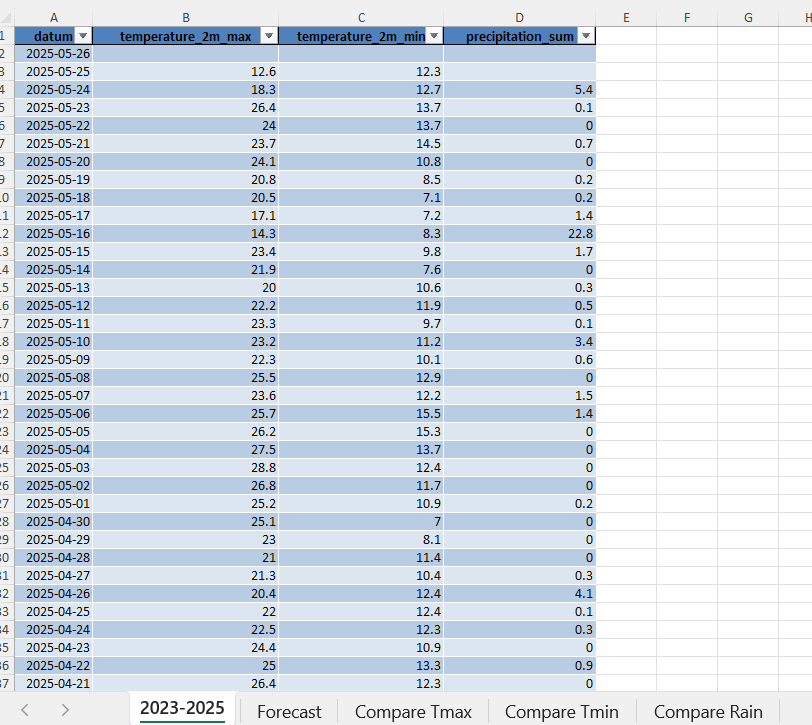 A B C D E F G H
1 datum temperature_2m_max temperature_2m_min precipitation_sum
2 2025-05-26
3 2025-05-25 12.6 12.3
4 2025-05-24 18.3 12.7 5.4
5 2025-05-23 26.4 13.7 0.1
6 2025-05-22 24 13.7 0
7 2025-05-21 23.7 14.5 0.7
8 2025-05-20 24.1 10.8 0
9 2025-05-19 20.8 8.5 0.2
0 2025-05-18 20.5 7.1 0.2
1 2025-05-17 17.1 7.2 1.4
2 2025-05-16 14.3 8.3 22.8
3 2025-05-15 23.4 9.8 1.7
4 2025-05-14 21.9 7.6 0
5 2025-05-13 20 10.6 0.3
6 2025-05-12 22.2 11.9 0.5
7 2025-05-11 23.3 9.7 0.1
8 2025-05-10 23.2 11.2 3.4
9 2025-05-09 22.3 10.1 0.6
20 2025-05-08 25.5 12.9 0
21 2025-05-07 23.6 12.2 1.5
22 2025-05-06 25.7 15.5 1.4
23 2025-05-05 26.2 15.3 0
24 2025-05-04 27.5 13.7 0
25 2025-05-03 28.8 12.4 0
26 2025-05-02 26.8 11.7 0
27 2025-05-01 25.2 10.9 0.2
28 2025-04-30 25.1 7 0
29 2025-04-29 23 8.1 0
30 2025-04-28 21 11.4 0
31 2025-04-27 21.3 10.4 0.3
32 2025-04-26 20.4 12.4 4.1
33 2025-04-25 22 12.4 0.1
34 2025-04-24 22.5 12.3 0.3
35 2025-04-23 24.4 10.9 0
36 2025-04-22 25 13.3 0.9
37 2025-04-21 26.4 12.3 0
2023-2025 Forecast Compare Tmax Compare Tmin Compare Rain